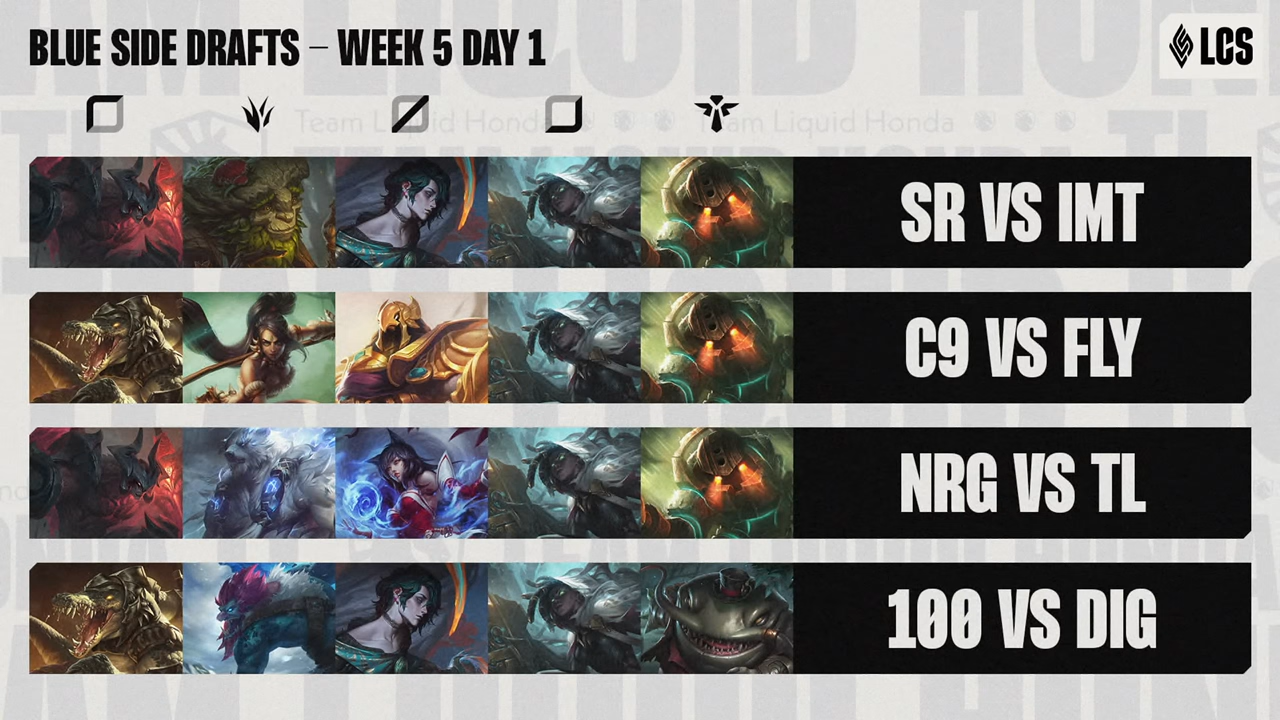 BLUE SIDE DRAFTS – WEEK 5 DAY 1
LCS
Team Liquid Honda
Team Liquid Honda
SR VS IMT
C9 VS FLY
NRG VS TL
100 VS DIG